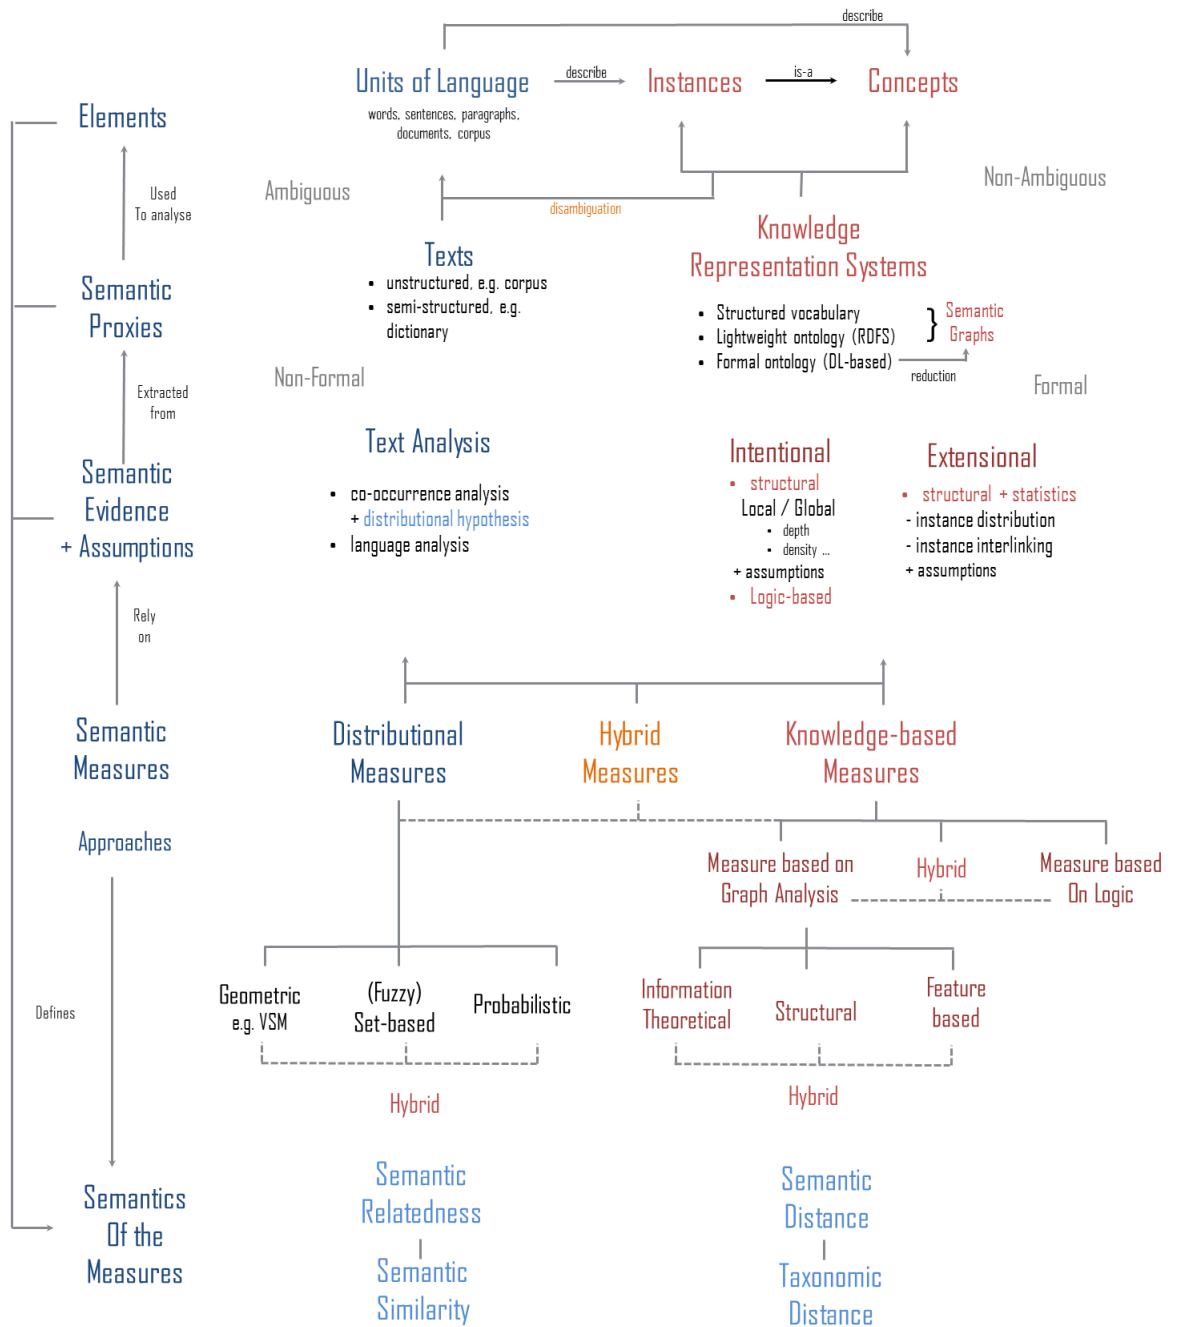 describe
Units of Language
describe
Instances
is-a
Concepts
words, sentences, paragraphs,
documents, corpus
Elements
Ambiguous
Non-Ambiguous
Used
To analyse
disambiguation
Texts
• unstructured, e.g. corpus
• semi-structured, e.g.
dictionary
Knowledge
Representation Systems
• Structured vocabulary
• Lightweight ontology (RDFS)
• Formal ontology (DL-based)
}
Semantic
Graphs
reduction
Semantic
Proxies
Non-Formal
Formal
Extracted
from
Text Analysis
• co-occurrence analysis
+ distributional hypothesis
• language analysis
Intentional
• structural
Local / Global
• depth
• density ...
+ assumptions
• Logic-based
Extensional
• structural + statistics
- instance distribution
- instance interlinking
+ assumptions
Semantic
Evidence
+ Assumptions
Rely
on
Semantic
Measures
Distributional
Measures
Hybrid
Measures
Knowledge-based
Measures
Approaches
Measure based on
Graph Analysis
Hybrid
Measure based
On Logic
Defines
Geometric
e.g. VSM
(Fuzzy)
Set-based
Probabilistic
Information
Theoretical
Structural
Feature
based
Hybrid
Hybrid
Semantics
Of the
Measures
Semantic
Relatedness
Semantic
Similarity
Semantic
Distance
Taxonomic
Distance